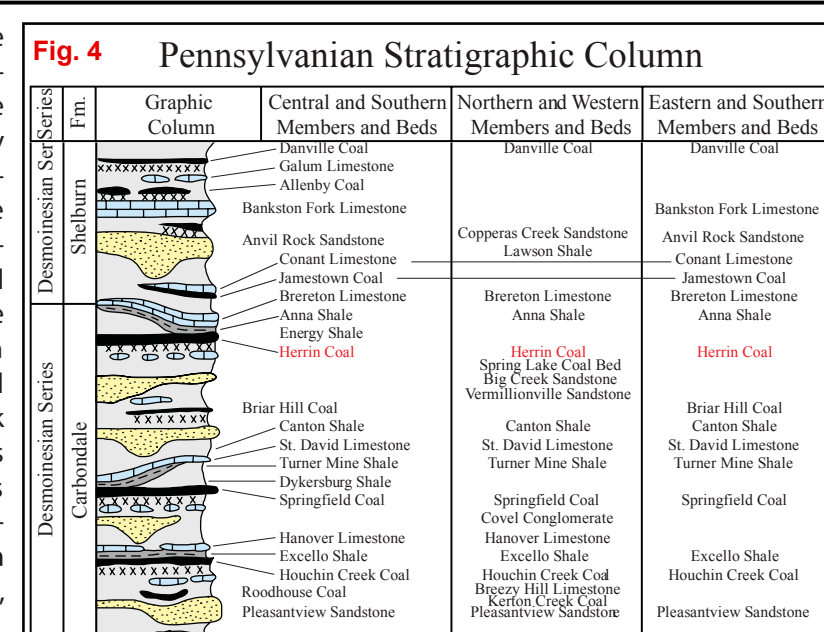 Fig. 4
Pennsylvanian Stratigraphic Column
Series
Fm.
Graphic
Column
Central and Southern
Members and Beds
Northern and Western
Members and Beds
Eastern and Southern
Members and Beds
Desmoinesian Series
Shelburn
Desmoinesian Series
Carbondale
Danville Coal
Galum Limestone
Allenby Coal
Bankston Fork Limestone
Anvil Rock Sandstone
Conant Limestone
Jamestown Coal
Brereton Limestone
Anna Shale
Energy Shale
Herrin Coal
Briar Hill Coal
Canton Shale
St. David Limestone
Turner Mine Shale
Dykersburg Shale
Springfield Coal
Hanover Limestone
Excello Shale
Houchin Creek Coal
Roodhouse Coal
Pleasantview Sandstone
Danville Coal
Copperas Creek Sandstone
Lawson Shale
Brereton Limestone
Anna Shale
Herrin Coal
Spring Lake Coal Bed
Big Creek Sandstone
Vermillionville Sandstone
Canton Shale
St. David Limestone
Turner Mine Shale
Springfield Coal
Covel Conglomerate
Hanover Limestone
Excello Shale
Houchin Creek Coal
Breezy Hill Limestone
Kerton Creek Coal
Pleasantview Sandstone
Danville Coal
Bankston Fork Limestone
Anvil Rock Sandstone
Conant Limestone
Jamestown Coal
Brereton Limestone
Anna Shale
Herrin Coal
Briar Hill Coal
Canton Shale
St. David Limestone
Turner Mine Shale
Springfield Coal
Excello Shale
Houchin Creek Coal
Pleasantview Sandstone